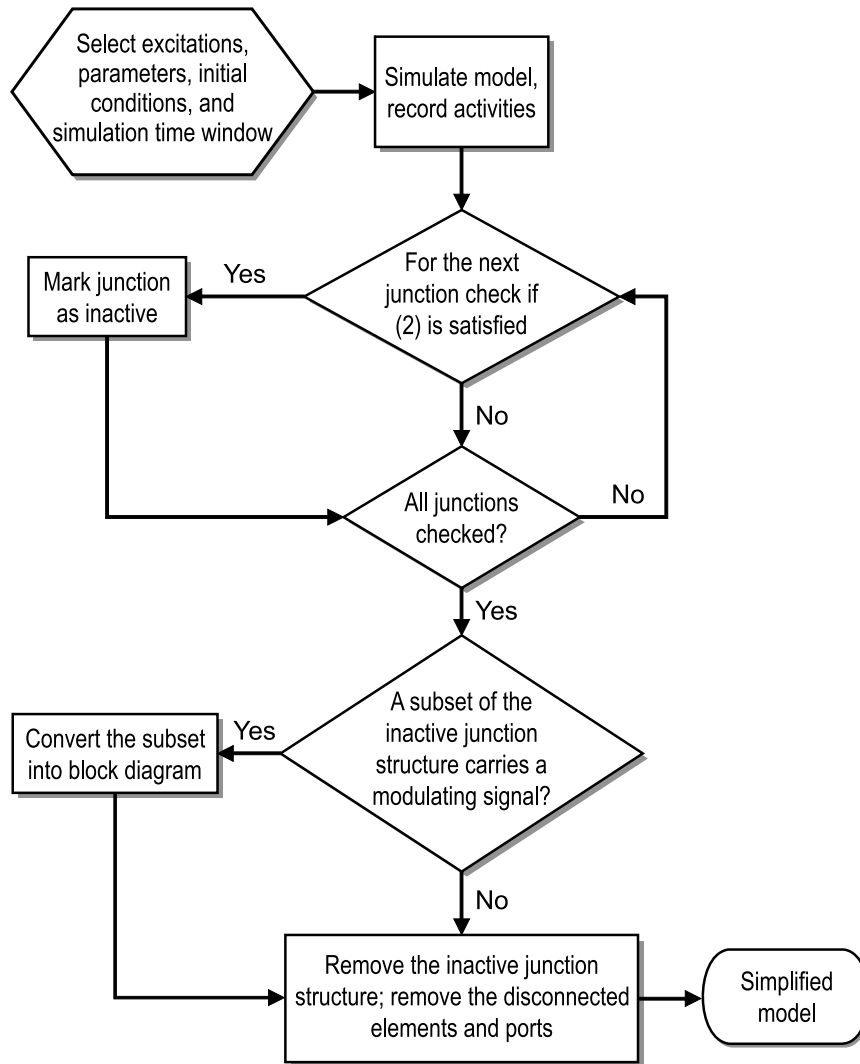 Select excitations,
parameters, initial
conditions, and
simulation time window
Simulate model,
record activities
For the next
junction check if
(2) is satisfied
Yes
Mark junction
as inactive
No
All junctions
checked?
No
Yes
A subset of the
inactive junction
structure carries a
modulating signal?
Yes
Convert the subset
into block diagram
No
Remove the inactive junction
structure; remove the disconnected
elements and ports
Simplified
model